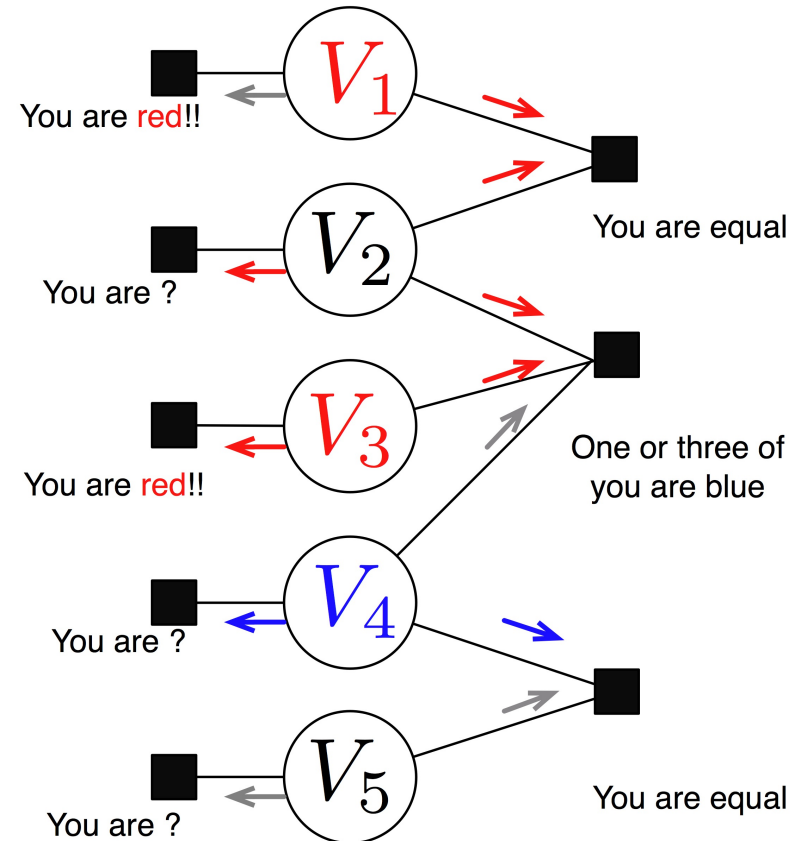 V1
You are red!!
You are equal
V2
You are ?
V3
You are red!!
One or three of
you are blue
V4
You are ?
V5
You are ?
You are equal